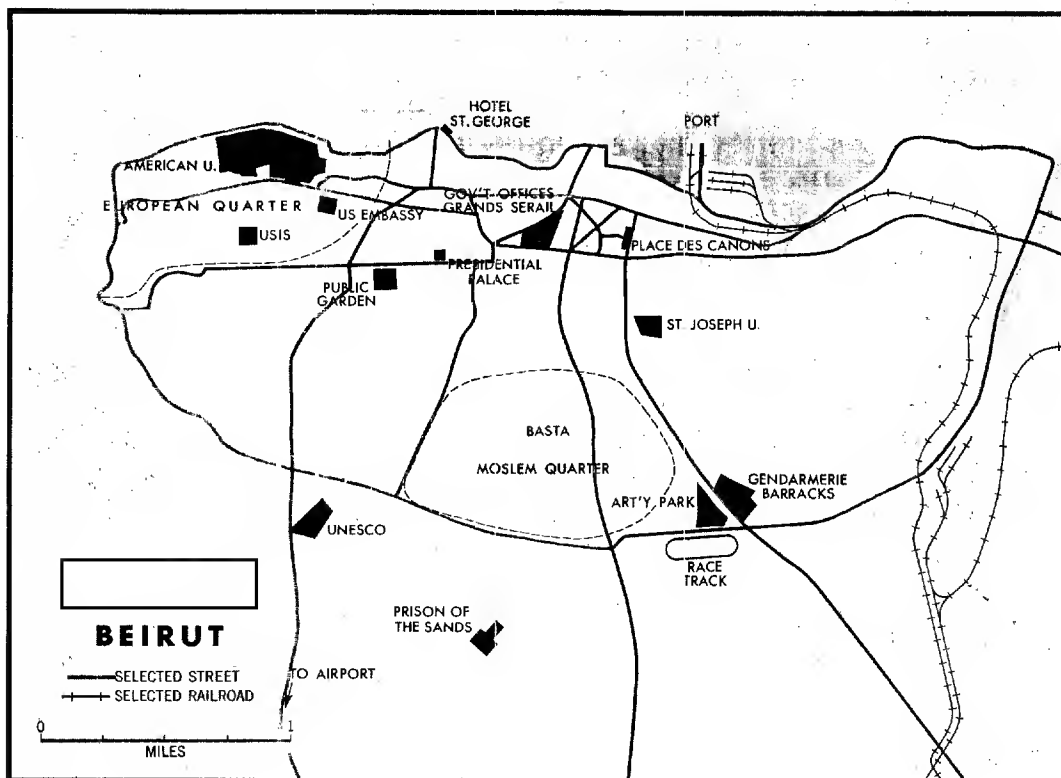 HOTEL
ST. GEORGE
PORT
AMERICAN U.
EUROPEAN QUARTER
US EMBASSY
GOV'T OFFICES
GRANDS SERAIL
USIS
PLACE DES CANONS
PRESIDENTIAL
PALACE
PUBLIC
GARDEN
ST. JOSEPH U.
BASTA
MOSLEM QUARTER
GENDARMERIE
BARRACKS
ART'Y PARK
UNESCO
RACE
TRACK
PRISON OF
THE SANDS
BEIRUT
SELECTED STREET
SELECTED RAILROAD
TO AIRPORT
0 1
MILES